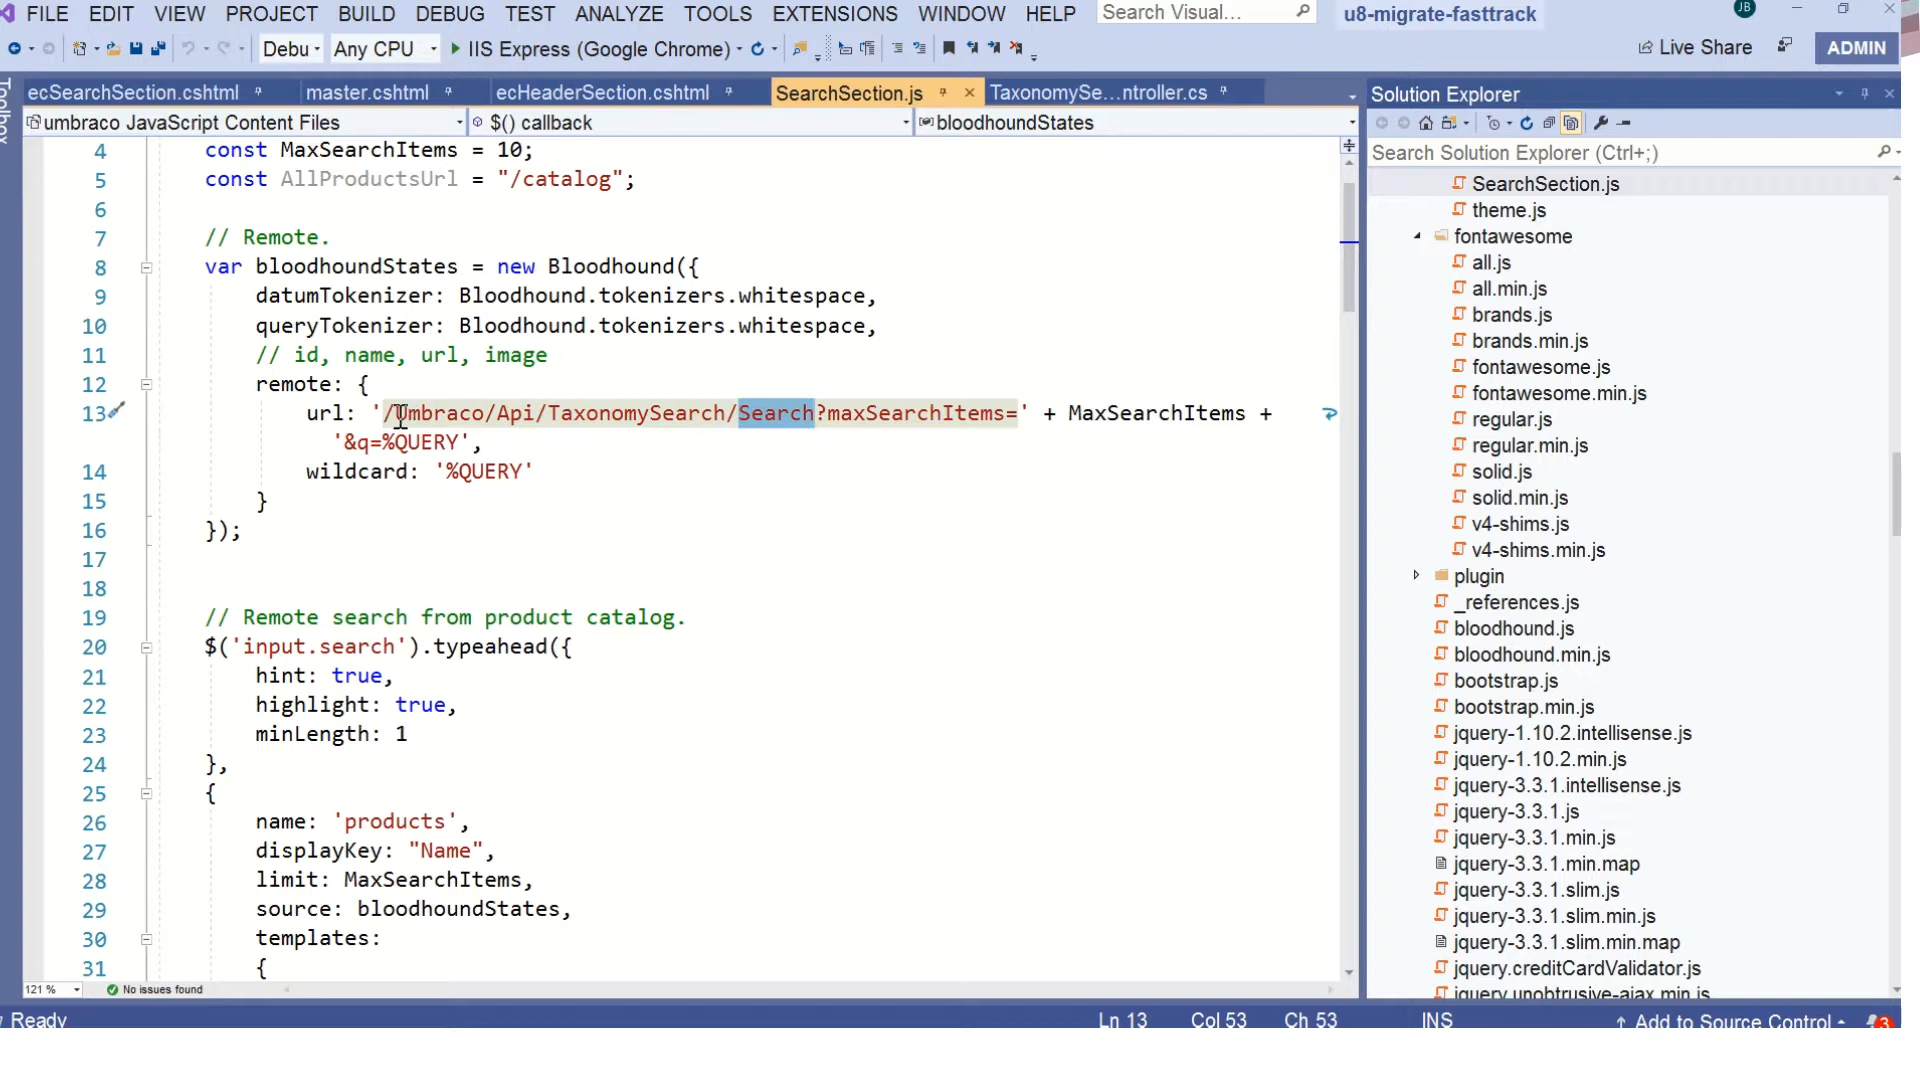 FILE EDIT VIEW PROJECT BUILD DEBUG TEST ANALYZE TOOLS EXTENSIONS WINDOW HELP Search Visual... u8-migrate-fasttrack JB
Debu Any CPU IIS Express (Google Chrome) Live Share ADMIN
Toolbox
ecSearchSection.cshtml master.cshtml ecHeaderSection.cshtml SearchSection.js TaxonomySe...ntroller.cs
umbraco JavaScript Content Files $() callback bloodhoundStates
4 const MaxSearchItems = 10;
5 const AllProductsUrl = "/catalog";
6
7 // Remote.
8 var bloodhoundStates = new Bloodhound({
9 datumTokenizer: Bloodhound.tokenizers.whitespace,
10 queryTokenizer: Bloodhound.tokenizers.whitespace,
11 // id, name, url, image
12 remote: {
13 url: '/Umbraco/Api/TaxonomySearch/Search?maxSearchItems=' + MaxSearchItems +
'&q=%QUERY',
14 wildcard: '%QUERY'
15 }
16 });
17
18
19 // Remote search from product catalog.
20 $('input.search').typeahead({
21 hint: true,
22 highlight: true,
23 minLength: 1
24 },
25 {
26 name: 'products',
27 displayKey: "Name",
28 limit: MaxSearchItems,
29 source: bloodhoundStates,
30 templates:
31 {
121 % No issues found
Solution Explorer
Search Solution Explorer (Ctrl+;)
SearchSection.js
theme.js
fontawesome
all.js
all.min.js
brands.js
brands.min.js
fontawesome.js
fontawesome.min.js
regular.js
regular.min.js
solid.js
solid.min.js
v4-shims.js
v4-shims.min.js
plugin
_references.js
bloodhound.js
bloodhound.min.js
bootstrap.js
bootstrap.min.js
jquery-1.10.2.intellisense.js
jquery-1.10.2.min.js
jquery-3.3.1.intellisense.js
jquery-3.3.1.js
jquery-3.3.1.min.js
jquery-3.3.1.min.map
jquery-3.3.1.slim.js
jquery-3.3.1.slim.min.js
jquery-3.3.1.slim.min.map
jquery.creditCardValidator.js
jquery.unobtrusive-ajax.min.js
Ready Ln 13 Col 53 Ch 53 INS Add to Source Control 3